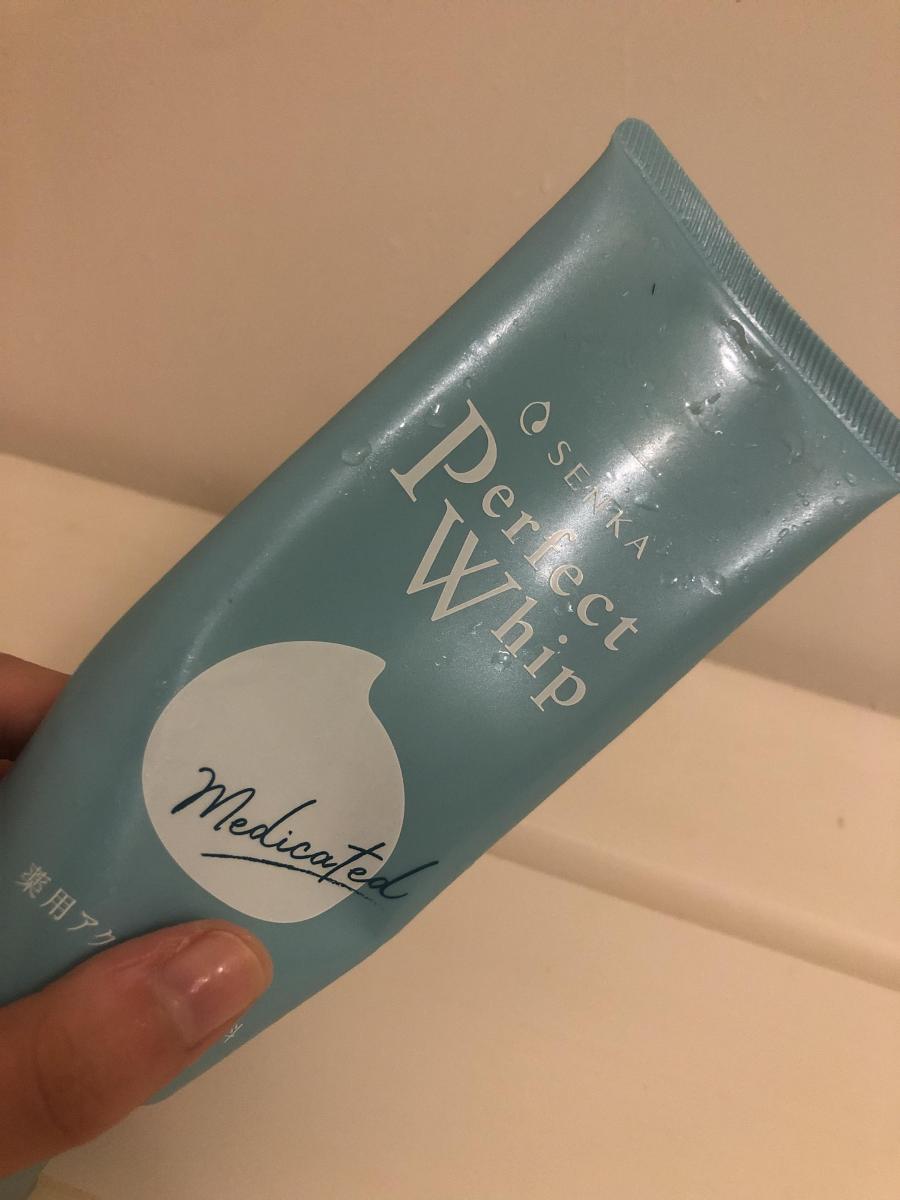 SENKA
Perfect
Whip
Medicated
薬用アク